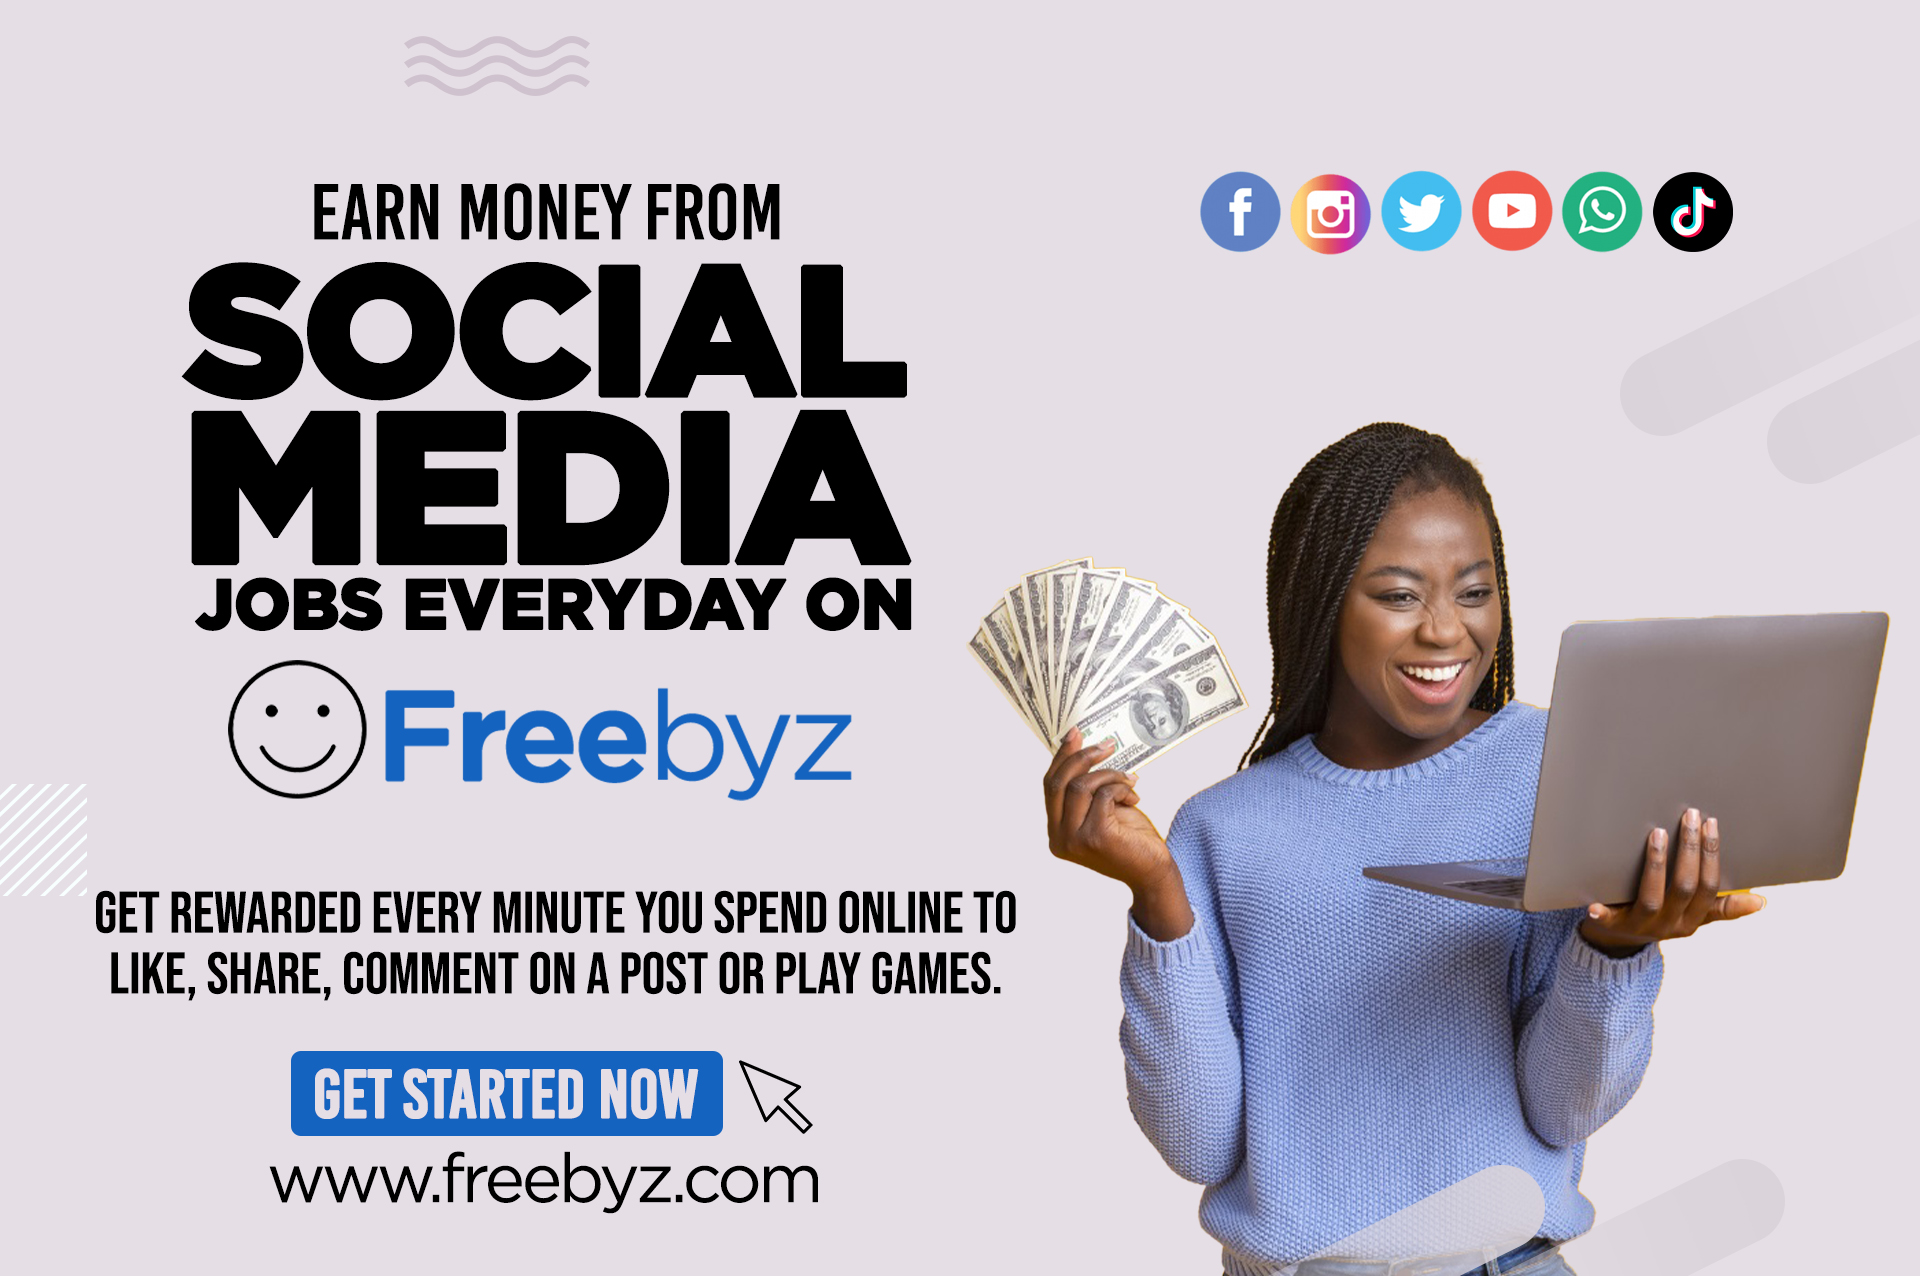 EARN MONEY FROM
SOCIAL
MEDIA
JOBS EVERYDAY ON
Freebyz
GET REWARDED EVERY MINUTE YOU SPEND ONLINE TO
LIKE, SHARE, COMMENT ON A POST OR PLAY GAMES.
GET STARTED NOW
www.freebyz.com